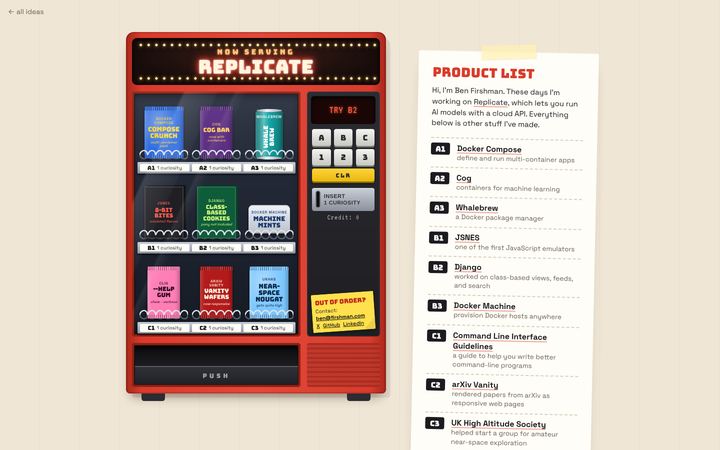 ← all ideas
NOW SERVING
REPLICATE
DOCKER COMPOSE
COMPOSE
CRUNCH
COG
COG BAR
WHALEBREW
WHALE
BREW
A1 1 curiosity
A2 1 curiosity
A3 1 curiosity
JSNES
8-BIT
BITES
DJANGO
CLASS-
BASED
COOKIES
DOCKER MACHINE
MACHINE
MINTS
B1 1 curiosity
B2 1 curiosity
B3 1 curiosity
CLIG
--HELP
GUM
ARXIV
VANITY
VANITY
WAFERS
UKHAS
NEAR-
SPACE
NOUGAT
C1 1 curiosity
C2 1 curiosity
C3 1 curiosity
PUSH
TRY B2
A B C
1 2 3
CLR
INSERT
1 CURIOSITY
Credit: 0
OUT OF ORDER?
Contact:
ben@firshman.com
X GitHub LinkedIn
PRODUCT LIST
Hi, I'm Ben Firshman. These days I'm
working on Replicate, which lets you run
AI models with a cloud API. Everything
below is other stuff I've made.
A1 Docker Compose
define and run multi-container apps
A2 Cog
containers for machine learning
A3 Whalebrew
a Docker package manager
B1 JSNES
one of the first JavaScript emulators
B2 Django
worked on class-based views, feeds,
and search
B3 Docker Machine
provision Docker hosts anywhere
C1 Command Line Interface
Guidelines
a guide to help you write better
command-line programs
C2 arXiv Vanity
rendered papers from arXiv as
responsive web pages
C3 UK High Altitude Society
helped start a group for amateur
near-space exploration